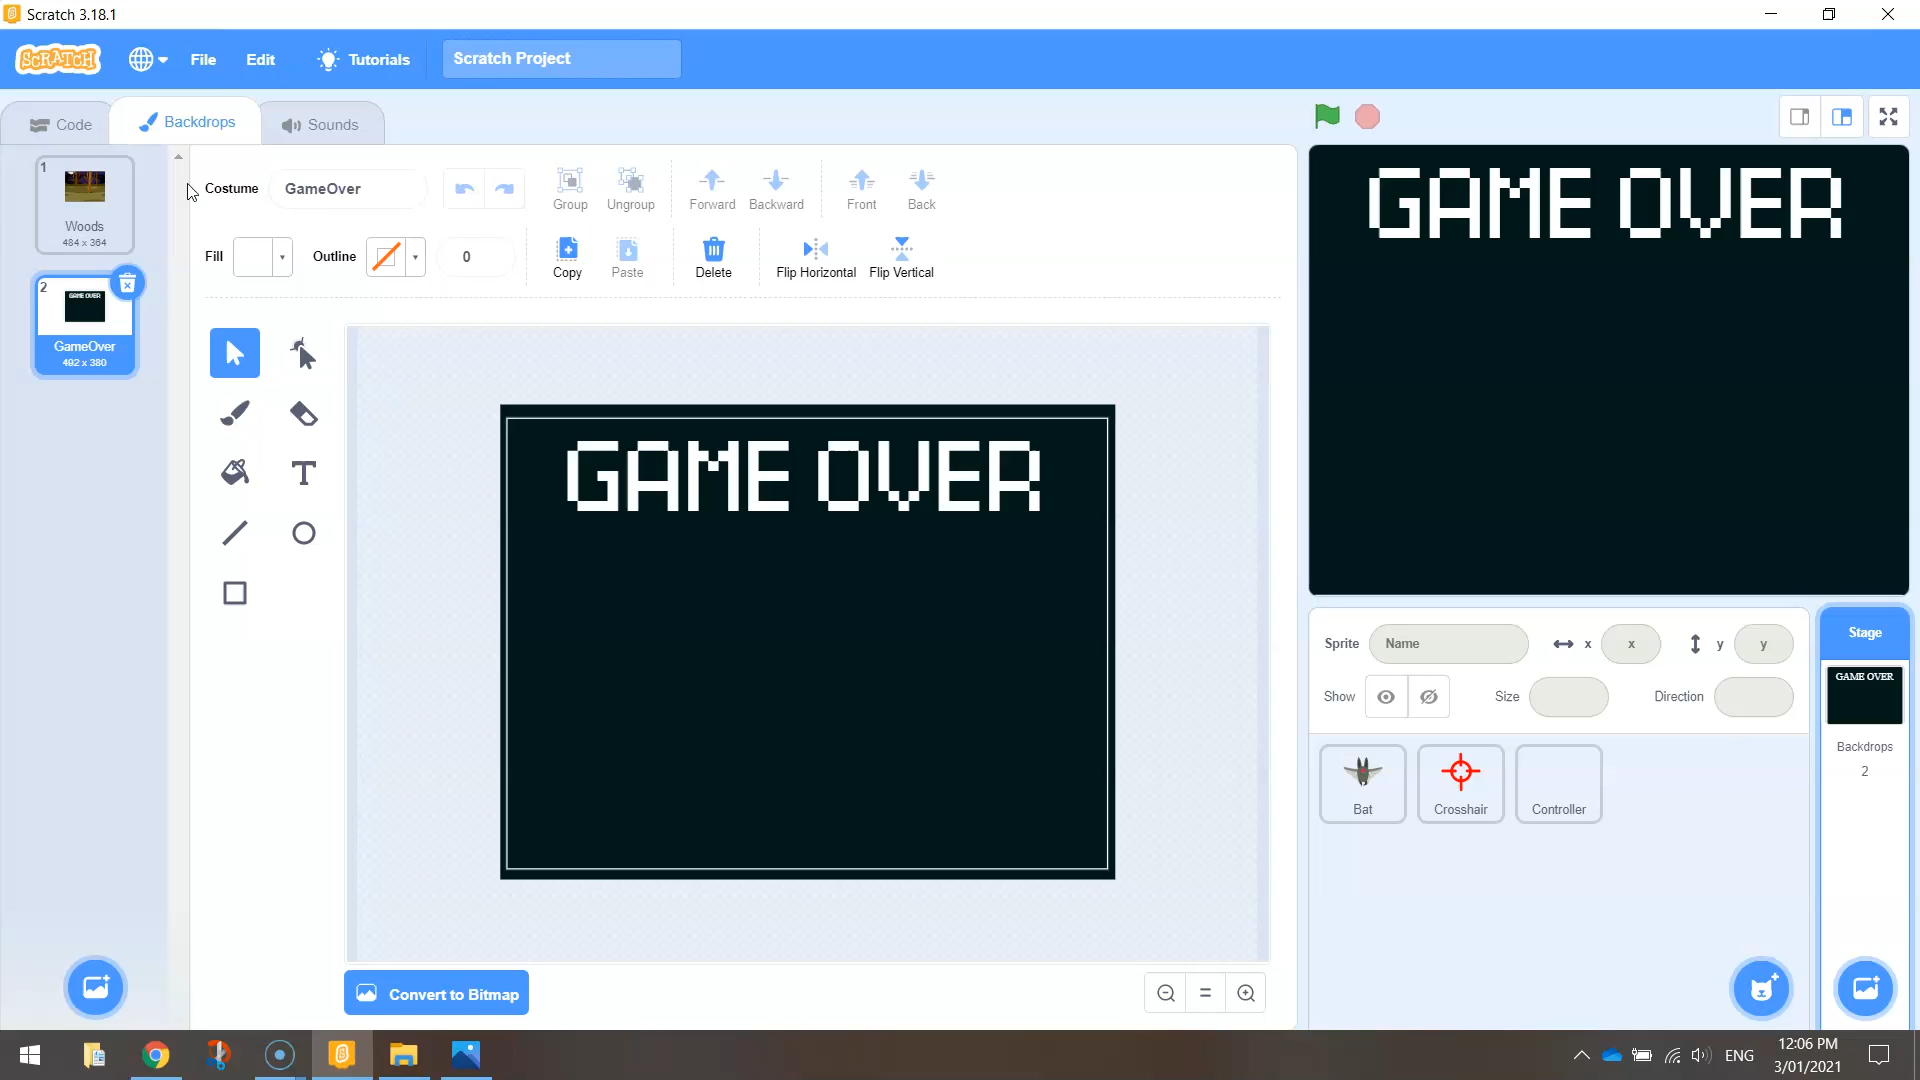 Scratch 3.18.1
SCRATCH
File
Edit
Tutorials
Scratch Project
Code
Backdrops
Sounds
1
Woods
484 x 364
2
GAME OVER
GameOver
492 x 380
Costume
GameOver
Group
Ungroup
Forward
Backward
Front
Back
Fill
Outline
0
Copy
Paste
Delete
Flip Horizontal
Flip Vertical
T
GAME OVER
Convert to Bitmap
GAME OVER
Sprite
Name
x
x
y
y
Show
Size
Direction
Bat
Crosshair
Controller
Stage
GAME OVER
Backdrops
2
ENG
12:06 PM
3/01/2021